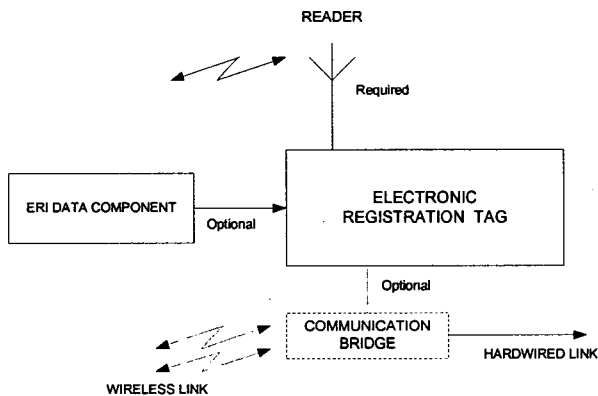 READER
Required
ERI DATA COMPONENT
Optional
ELECTRONIC
REGISTRATION TAG
Optional
COMMUNICATION
BRIDGE
HARDWIRED LINK
WIRELESS LINK